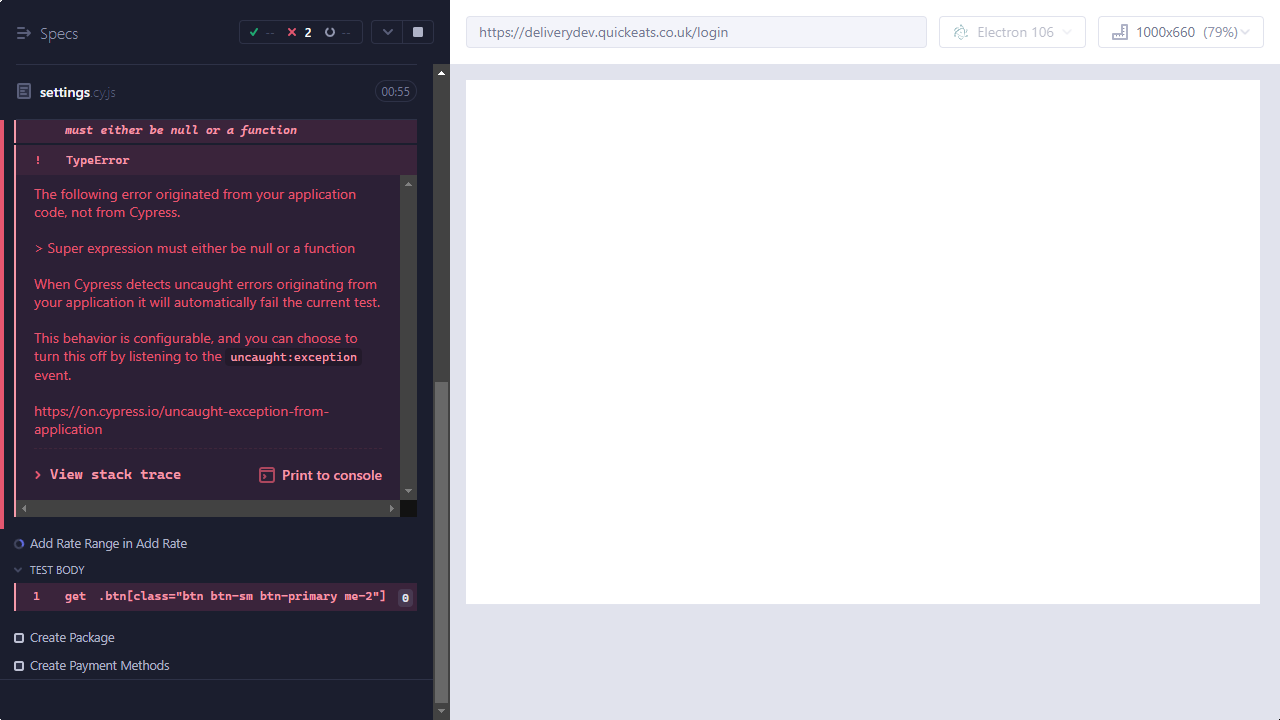 Specs
-- 2 --
https://deliverydev.quickeats.co.uk/login
Electron 106
1000x660 (79%)
settings.cy.js
00:55
must either be null or a function
! TypeError
The following error originated from your application
code, not from Cypress.
> Super expression must either be null or a function
When Cypress detects uncaught errors originating from
your application it will automatically fail the current test.
This behavior is configurable, and you can choose to
turn this off by listening to the uncaught:exception
event.
https://on.cypress.io/uncaught-exception-from-
application
View stack trace
Print to console
Add Rate Range in Add Rate
TEST BODY
1 get .btn[class="btn btn-sm btn-primary me-2"] 0
Create Package
Create Payment Methods